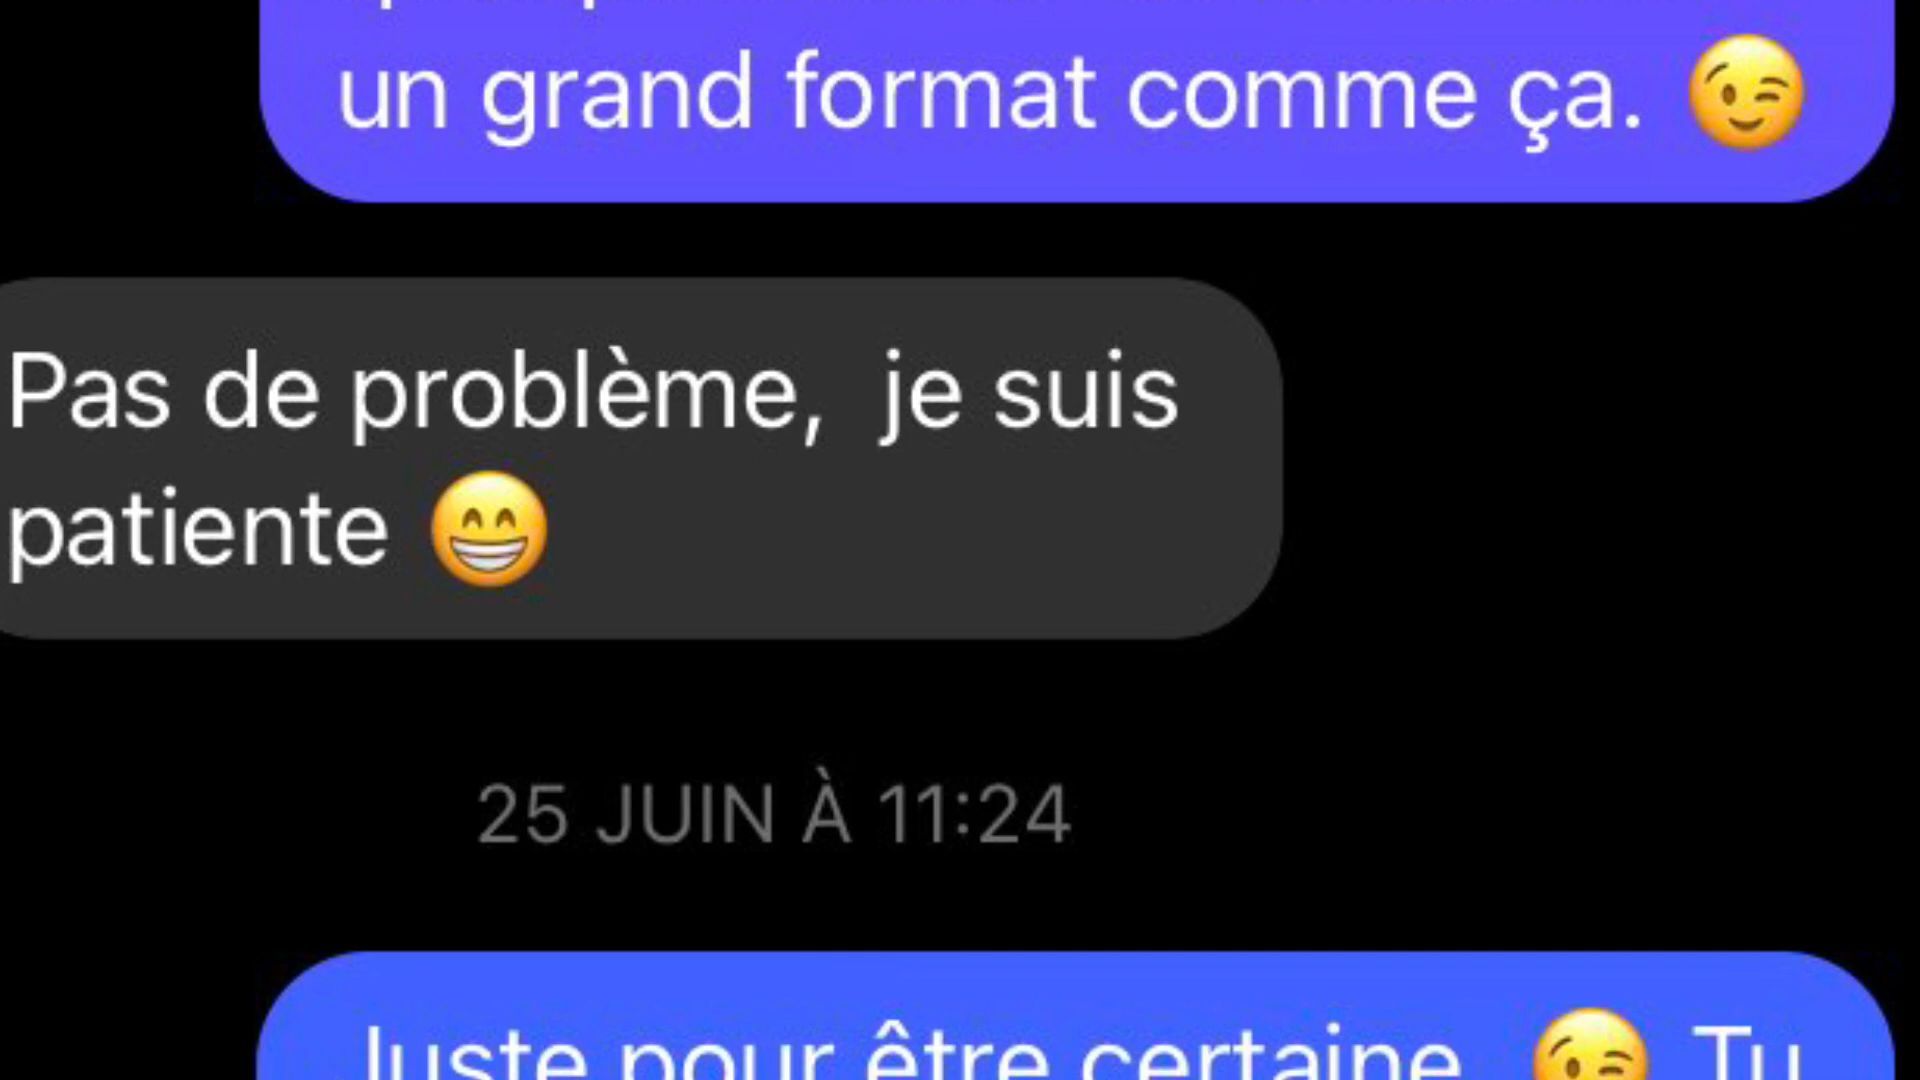 un grand format comme ça. 😉
Pas de problème,  je suis
patiente 😁
25 JUIN À 11:24
Juste pour être certaine 😉 Tu